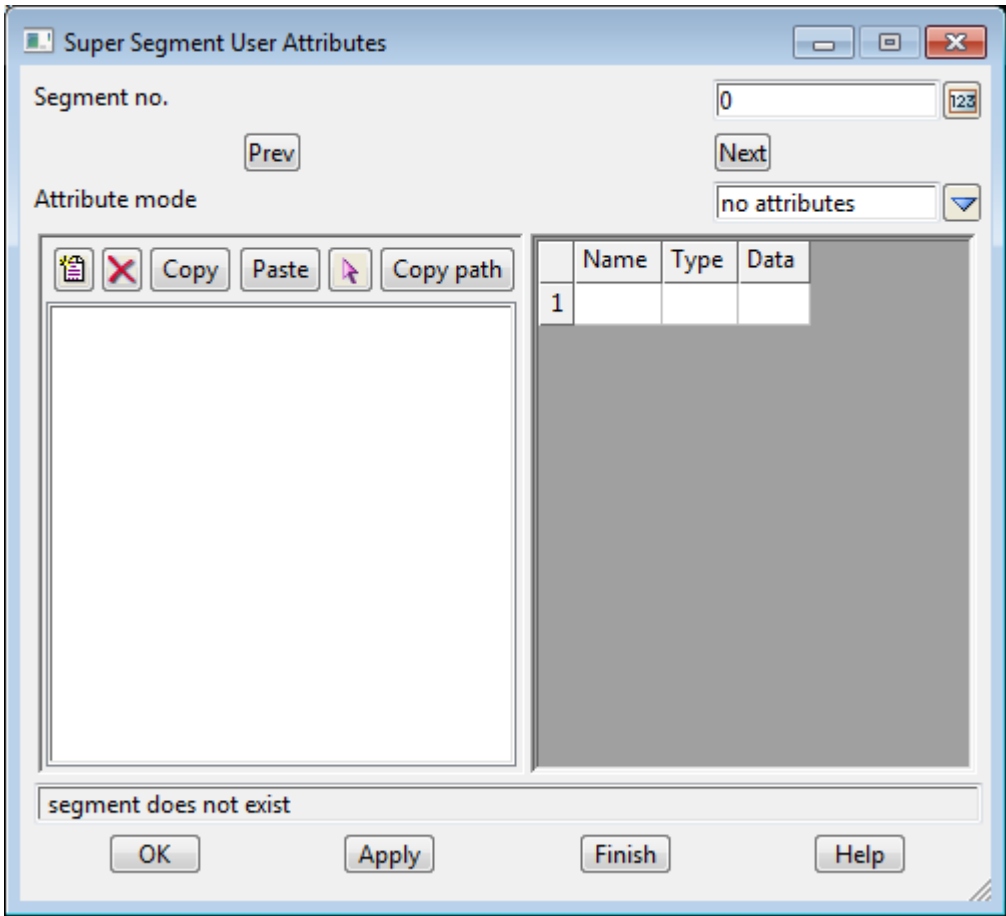 Super Segment User Attributes
Segment no. 0 123
Prev Next
Attribute mode no attributes
Copy Paste Copy path
Name Type Data
1
segment does not exist
OK Apply Finish Help